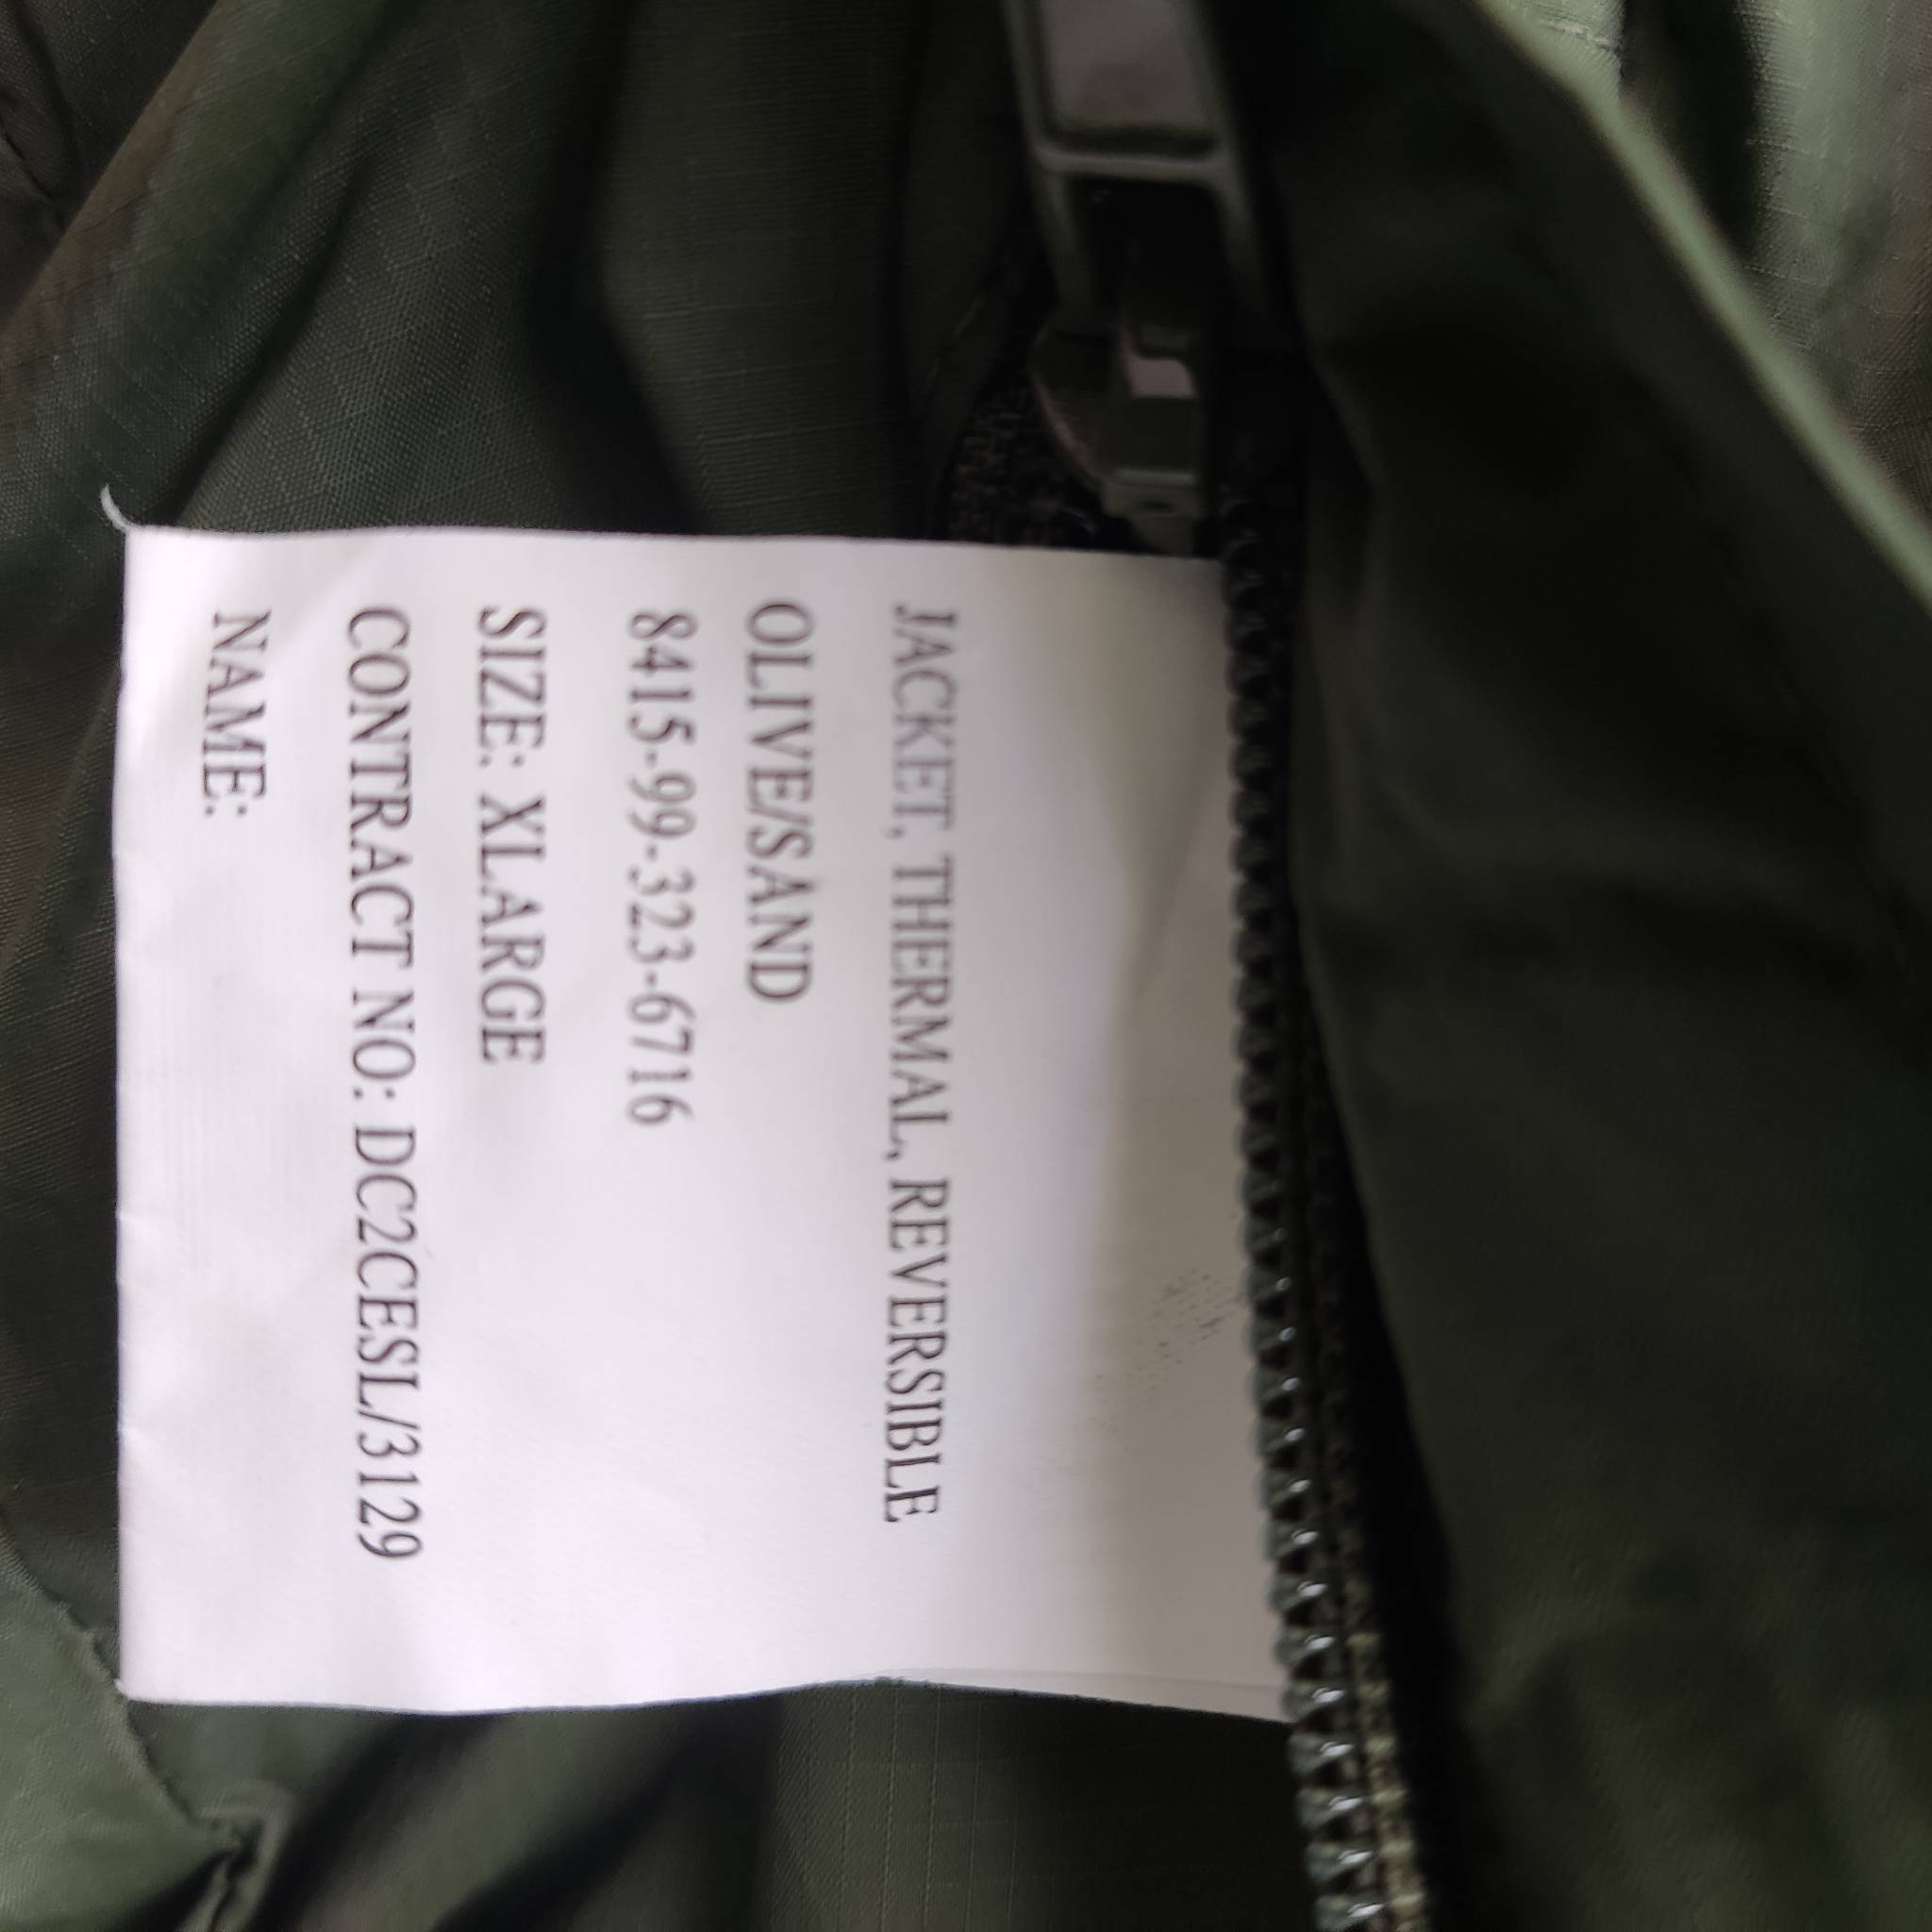 JACKET, THERMAL, REVERSIBLE
OLIVE/SAND
8415-99-323-6716
SIZE: XLARGE
CONTRACT NO: DC2CESL/3129
NAME: